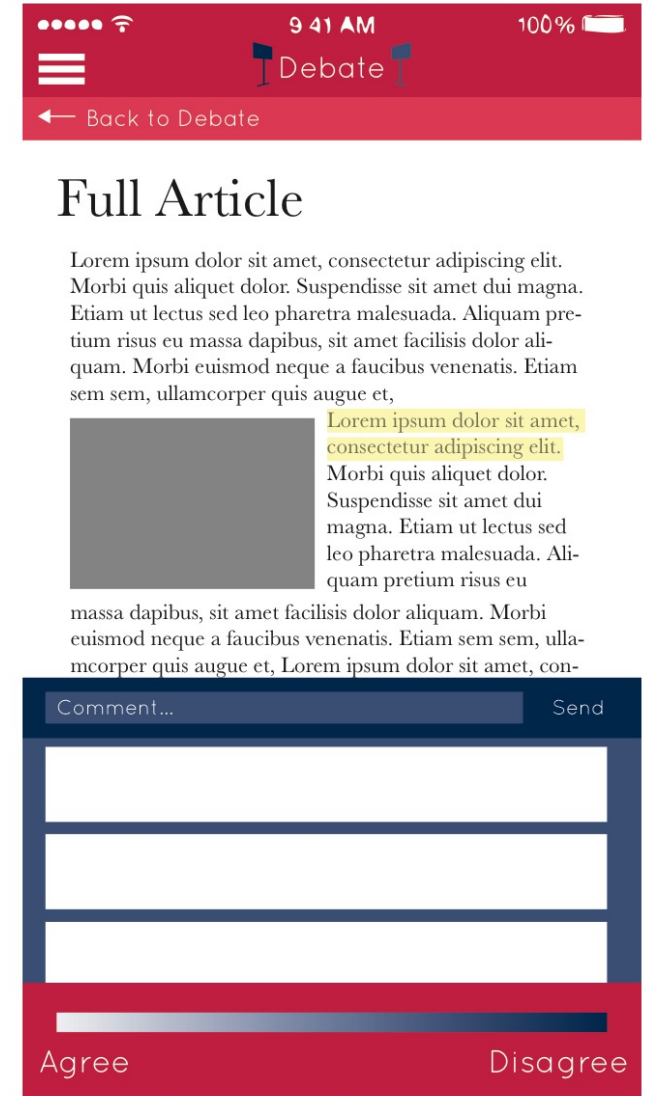 9 41 AM
100%
Debate
Back to Debate
Full Article
Lorem ipsum dolor sit amet, consectetur adipiscing elit.
Morbi quis aliquet dolor. Suspendisse sit amet dui magna.
Etiam ut lectus sed leo pharetra malesuada. Aliquam pre-
tium risus eu massa dapibus, sit amet facilisis dolor ali-
quam. Morbi euismod neque a faucibus venenatis. Etiam
sem sem, ullamcorper quis augue et,
Lorem ipsum dolor sit amet,
consectetur adipiscing elit.
Morbi quis aliquet dolor.
Suspendisse sit amet dui
magna. Etiam ut lectus sed
leo pharetra malesuada. Ali-
quam pretium risus eu
massa dapibus, sit amet facilisis dolor aliquam. Morbi
euismod neque a faucibus venenatis. Etiam sem sem, ulla-
mcorper quis augue et, Lorem ipsum dolor sit amet, con-
Comment...
Send
Agree
Disagree